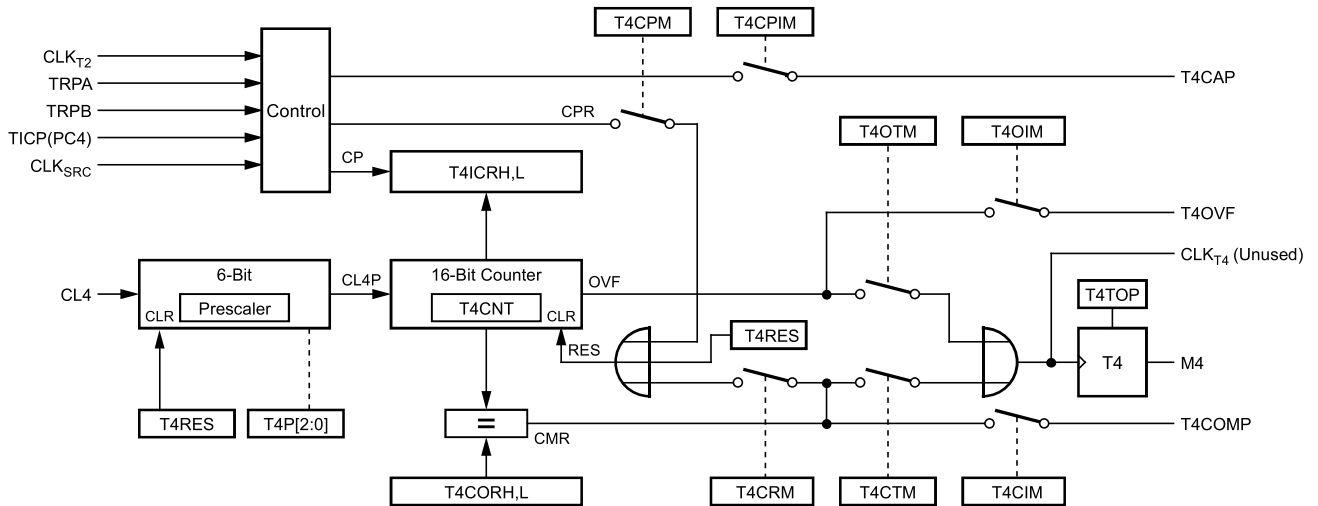 T4CPM
T4CPIM
CLKT2
TRPA
TRPB
TICP(PC4)
CLKSRC
Control
T4CAP
CPR
CP
T4ICRH,L
T4OTM
T4OIM
T4OVF
CLKT4 (Unused)
CL4
6-Bit
Prescaler
CLR
CL4P
16-Bit Counter
T4CNT
CLR
OVF
RES
T4RES
T4TOP
T4
M4
T4RES
T4P[2:0]
=
CMR
T4COMP
T4CORH,L
T4CRM
T4CTM
T4CIM